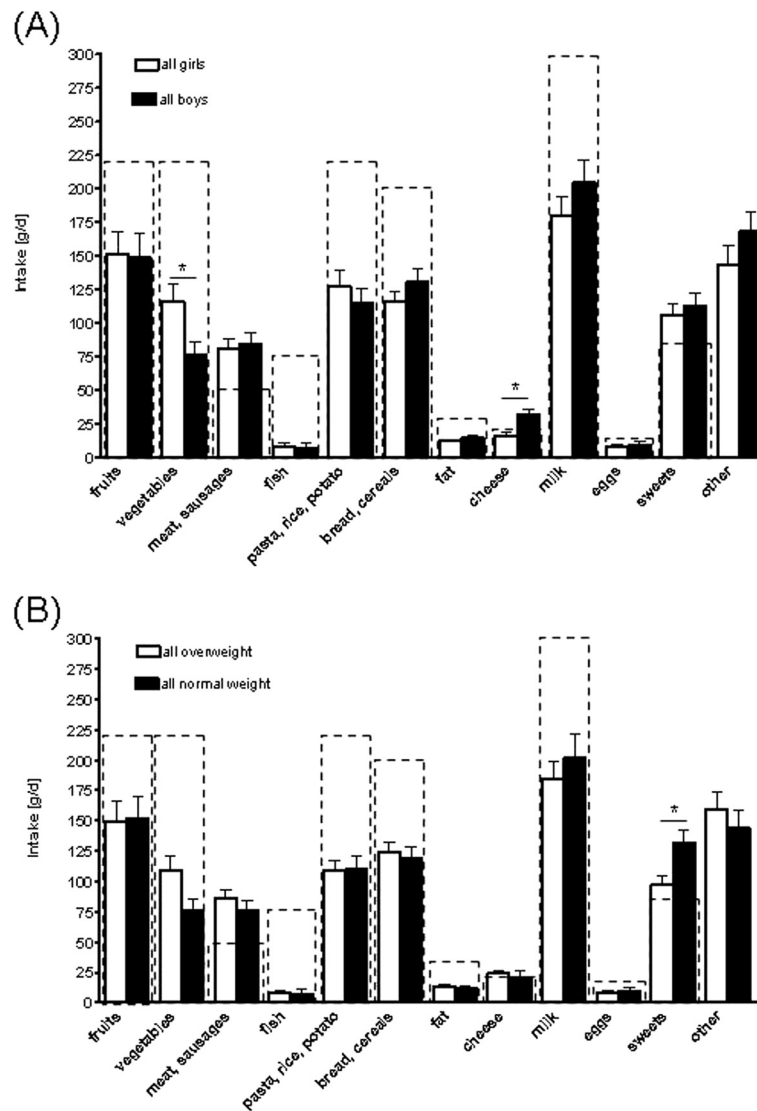 (A)
300
275
250
225
200
175
150
125
100
75
50
25
0
Intake [g/d]
all girls
all boys
*
*
fruits
vegetables
meat, sausages
fish
pasta, rice, potato
bread, cereals
fat
cheese
milk
eggs
sweets
other
(B)
300
275
250
225
200
175
150
125
100
75
50
25
0
Intake [g/d]
all overweight
all normal weight
*
fruits
vegetables
meat, sausages
fish
pasta, rice, potato
bread, cereals
fat
cheese
milk
eggs
sweets
other